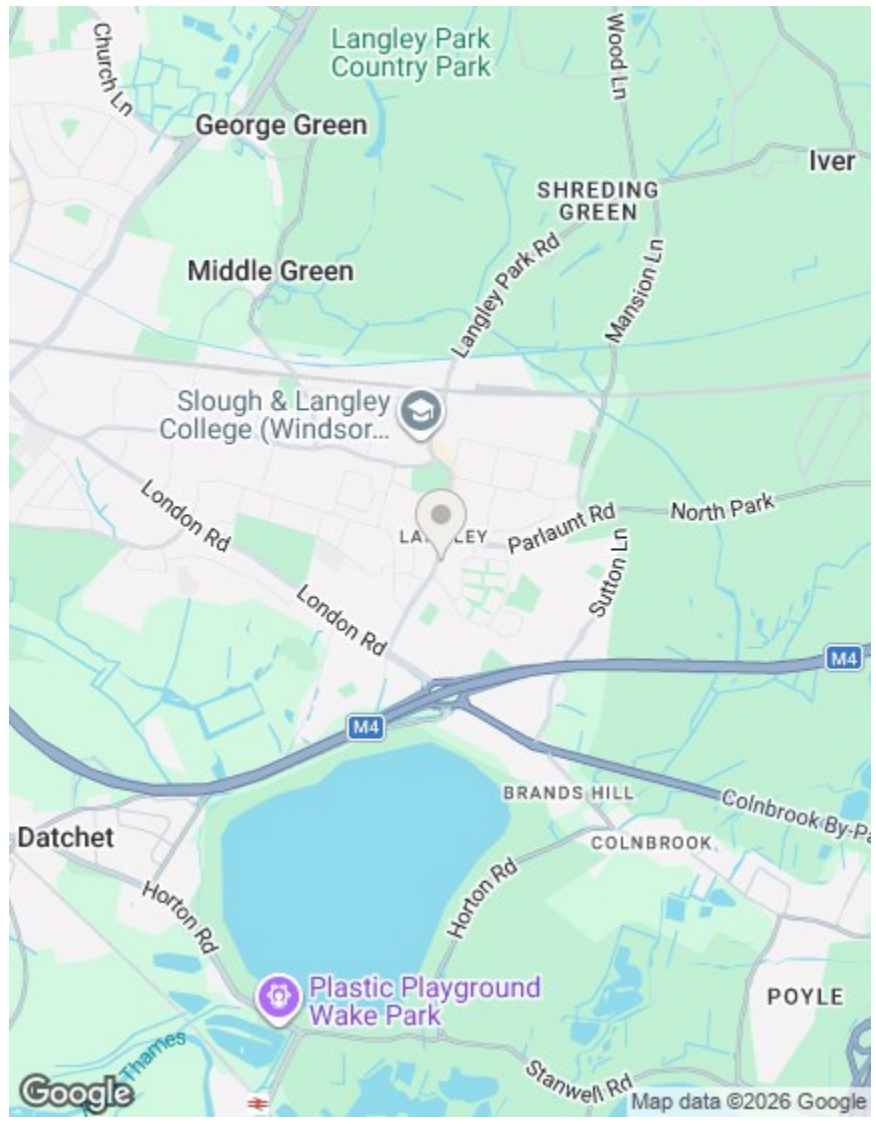 Church Ln
Langley Park
Country Park
Wood Ln
George Green
Iver
SHREDING
GREEN
Middle Green
Langley Park Rd
Mansion Ln
Slough & Langley
College (Windsor...
London Rd
North Park
Parlaunt Rd
Sutton Ln
London Rd
M4
M4
BRANDS HILL
Colnbrook By-Pa
Datchet
COLNBROOK
Horton Rd
Horton Rd
Plastic Playground
Wake Park
POYLE
Thames
Stanwell Rd
Google
Map data ©2026 Google